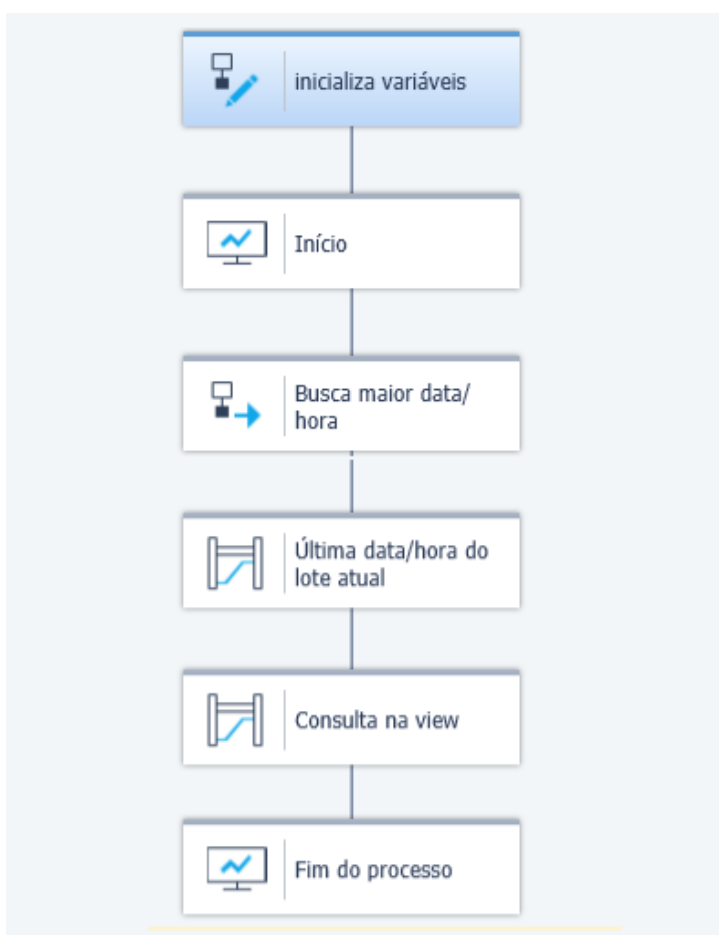 inicializa variáveis
Início
Busca maior data/
hora
Última data/hora do
lote atual
Consulta na view
Fim do processo